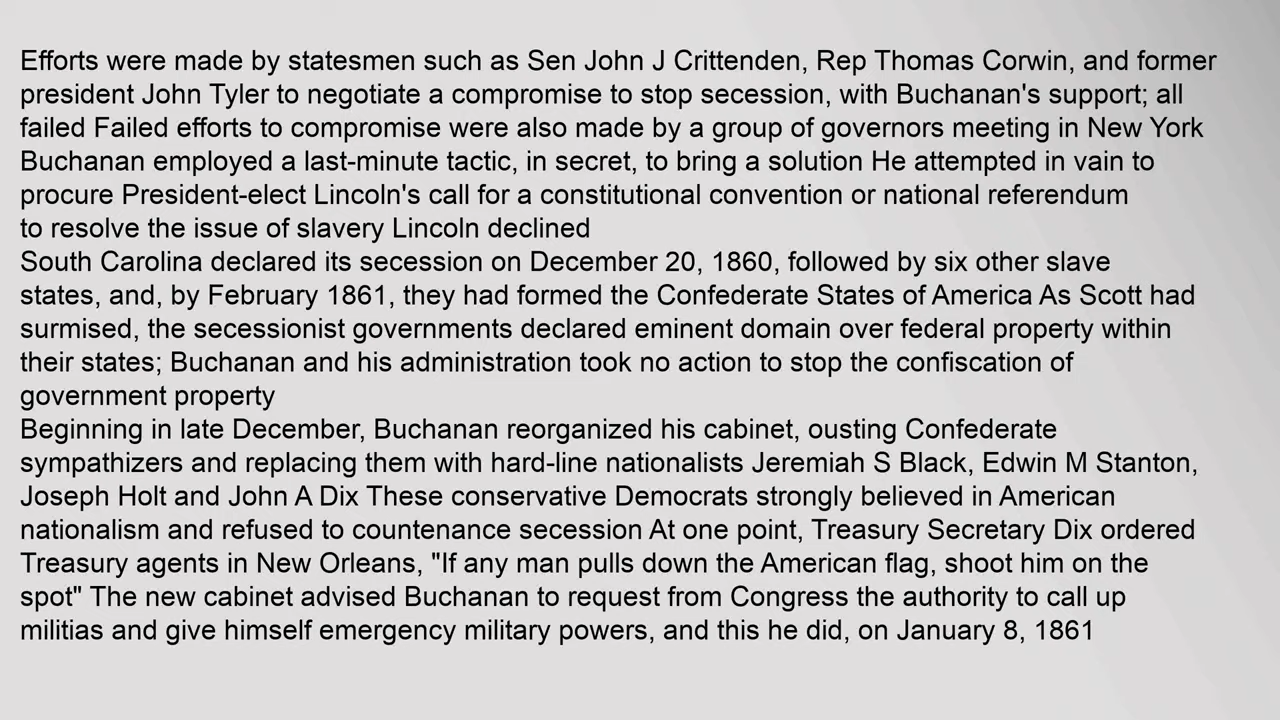 Efforts were made by statesmen such as Sen John J Crittenden, Rep Thomas Corwin, and former
president John Tyler to negotiate a compromise to stop secession, with Buchanan's support; all
failed Failed efforts to compromise were also made by a group of governors meeting in New York
Buchanan employed a last-minute tactic, in secret, to bring a solution He attempted in vain to
procure President-elect Lincoln's call for a constitutional convention or national referendum
to resolve the issue of slavery Lincoln declined
South Carolina declared its secession on December 20, 1860, followed by six other slave
states, and, by February 1861, they had formed the Confederate States of America As Scott had
surmised, the secessionist governments declared eminent domain over federal property within
their states; Buchanan and his administration took no action to stop the confiscation of
government property
Beginning in late December, Buchanan reorganized his cabinet, ousting Confederate
sympathizers and replacing them with hard-line nationalists Jeremiah S Black, Edwin M Stanton,
Joseph Holt and John A Dix These conservative Democrats strongly believed in American
nationalism and refused to countenance secession At one point, Treasury Secretary Dix ordered
Treasury agents in New Orleans, "If any man pulls down the American flag, shoot him on the
spot" The new cabinet advised Buchanan to request from Congress the authority to call up
militias and give himself emergency military powers, and this he did, on January 8, 1861